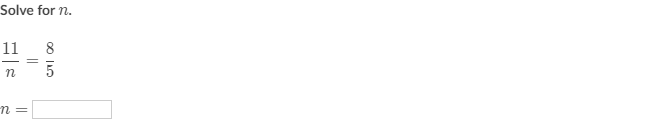 Solve for n.
11/n = 8/5
n =